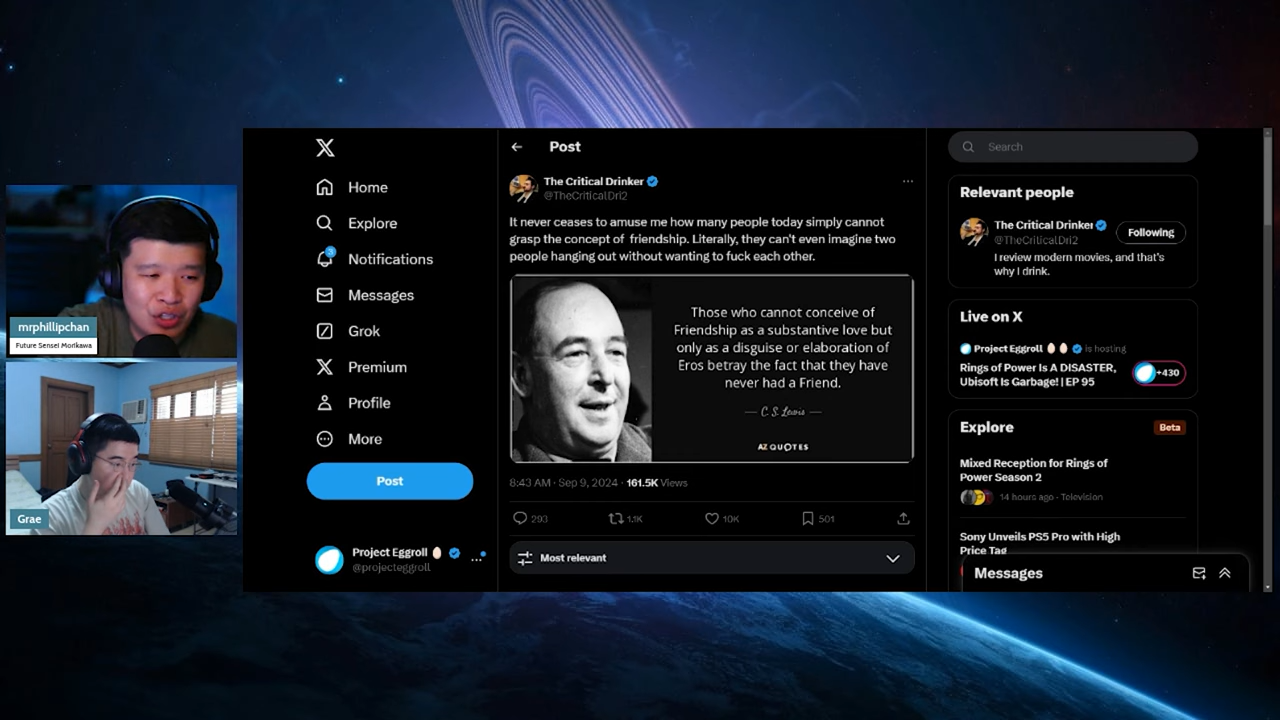 mrphillipchan
Future Sensei Morikawa
Grae
X
Home
Explore
3
Notifications
Messages
Grok
Premium
Profile
More
Post
Project Eggroll
@projecteggroll
...
Post
The Critical Drinker
@TheCriticalDri2
...
It never ceases to amuse me how many people today simply cannot
grasp the concept of friendship. Literally, they can't even imagine two
people hanging out without wanting to fuck each other.
Those who cannot conceive of
Friendship as a substantive love but
only as a disguise or elaboration of
Eros betray the fact that they have
never had a Friend.
— C. S. Lewis —
AZ QUOTES
8:43 AM · Sep 9, 2024 · 161.5K Views
293
1.1K
10K
501
Most relevant
Search
Relevant people
The Critical Drinker
@TheCriticalDri2
Following
I review modern movies, and that's
why I drink.
Live on X
Project Eggroll is hosting
Rings of Power Is A DISASTER,
Ubisoft Is Garbage! | EP 95
+430
Explore
Beta
Mixed Reception for Rings of
Power Season 2
14 hours ago · Television
Sony Unveils PS5 Pro with High
Price Tag
Messages